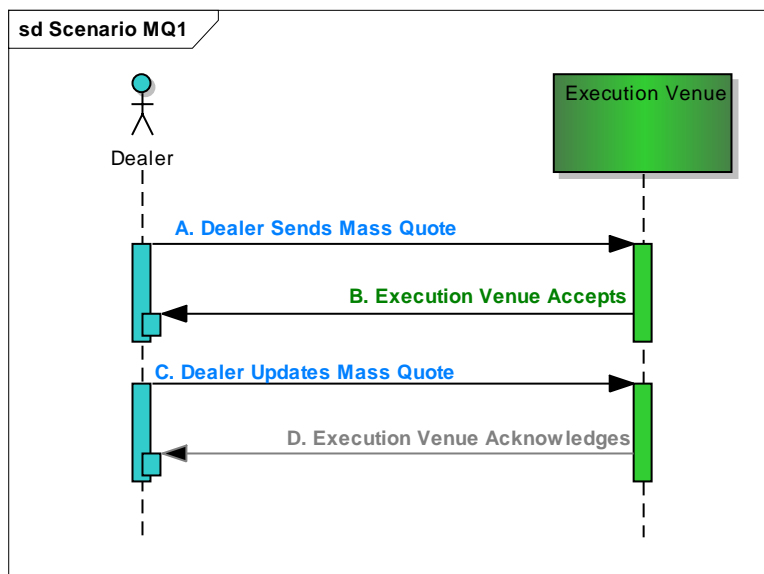 sd Scenario MQ1
Dealer
Execution Venue
A. Dealer Sends Mass Quote
B. Execution Venue Accepts
C. Dealer Updates Mass Quote
D. Execution Venue Acknowledges